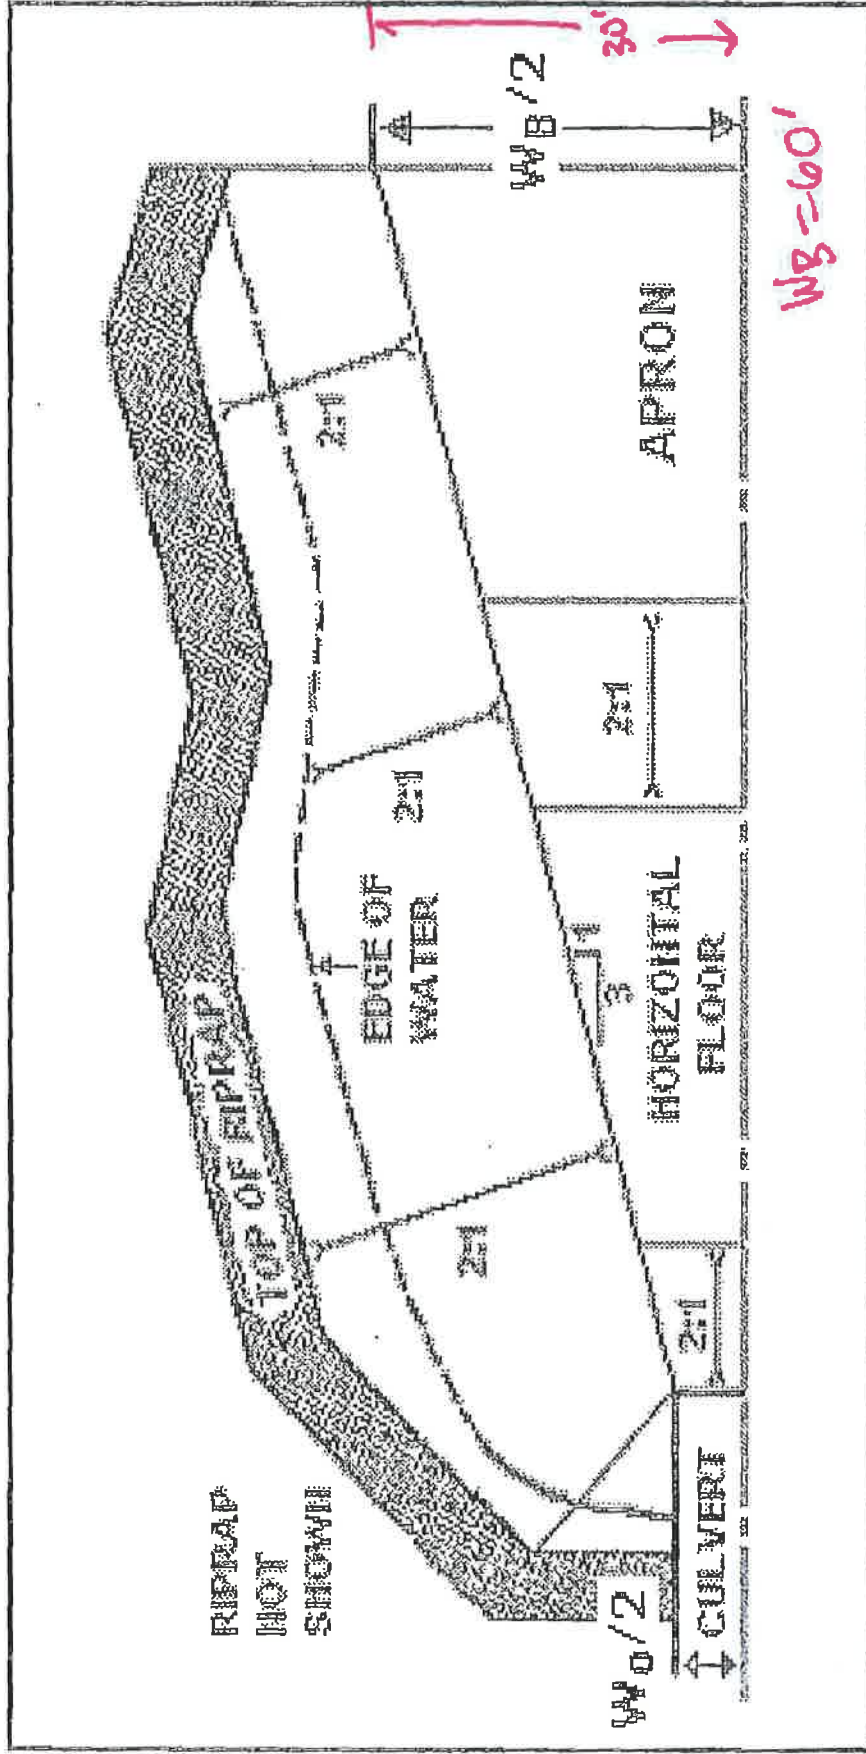 RIPRAP
NOT
SHOWN
TOP OF RIPRAP
EDGE OF
WATER
2:1
2:1
2:1
3
1
HORIZONTAL
FLOOR
2:1
2:1
APRON
CULVERT
Wo/2
WB/2
30'
WB = 60'